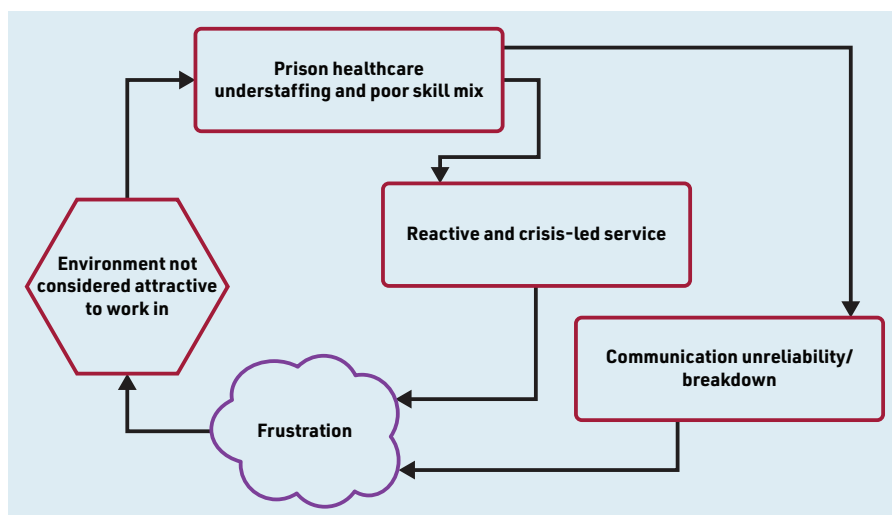 Prison healthcare
understaffing and poor skill mix
Reactive and crisis-led service
Environment not
considered attractive
to work in
Communication unreliability/
breakdown
Frustration